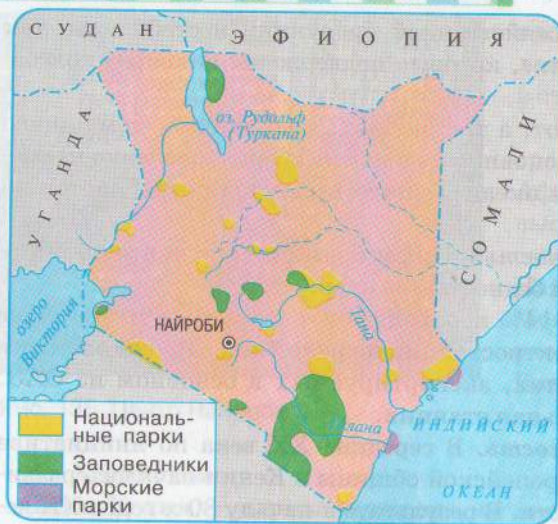 СУДАН
ЭФИОПИЯ
оз. Рудольф
(Туркана)
УГАНДА
СОМАЛИ
озеро
Виктория
НАЙРОБИ
Тана
ИНДИЙСКИЙ
ОКЕАН
Националь-
ные парки
Заповедники
Морские
парки